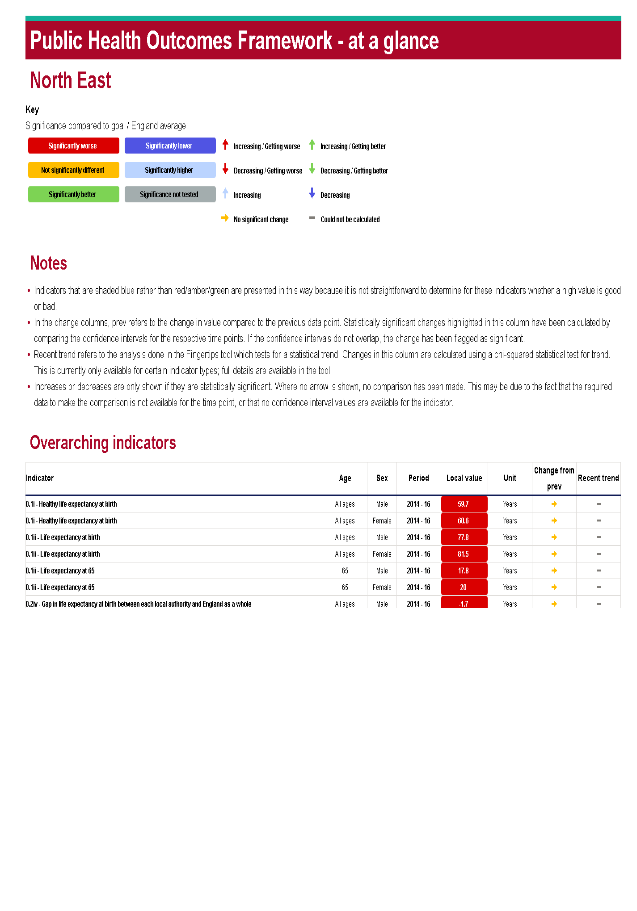 Public Health Outcomes Framework - at a glance
North East
Key
Significance compared to goal / England average
Significantly worse Significantly lower Increasing / Getting worse Increasing / Getting better
Not significantly different Significantly higher Decreasing / Getting worse Decreasing / Getting better
Significantly better Significance not tested Increasing Decreasing
No significant change Could not be calculated
Notes
• Indicators that are shaded blue rather than red/amber/green are presented in this way because it is not straightforward to determine for these indicators whether a high value is good
or bad
• In the change columns, prev refers to the change in value compared to the previous data point. Statistically significant changes highlighted in this column have been calculated by
comparing the confidence intervals for the respective time points. If the confidence intervals do not overlap, the change has been flagged as significant
• Recent trend refers to the analysis done in the Fingertips tool which tests for a statistical trend. Changes in this column are calculated using a chi-squared statistical test for trend.
This is currently only available for certain indicator types; full details are available in the tool
• Increases or decreases are only shown if they are statistically significant. Where no arrow is shown, no comparison has been made. This may be due to the fact that the required
data to make the comparison is not available for the time point, or that no confidence interval values are available for the indicator.
Overarching indicators
Indicator Age Sex Period Local value Unit Change from prev Recent trend
0.1i - Healthy life expectancy at birth All ages Male 2014 - 16 59.7 Years
0.1i - Healthy life expectancy at birth All ages Female 2014 - 16 60.6 Years
0.1ii - Life expectancy at birth All ages Male 2014 - 16 77.8 Years
0.1ii - Life expectancy at birth All ages Female 2014 - 16 81.5 Years
0.1ii - Life expectancy at 65 65 Male 2014 - 16 17.8 Years
0.1ii - Life expectancy at 65 65 Female 2014 - 16 20 Years
0.2iv - Gap in life expectancy at birth between each local authority and England as a whole All ages Male 2014 - 16 -1.7 Years